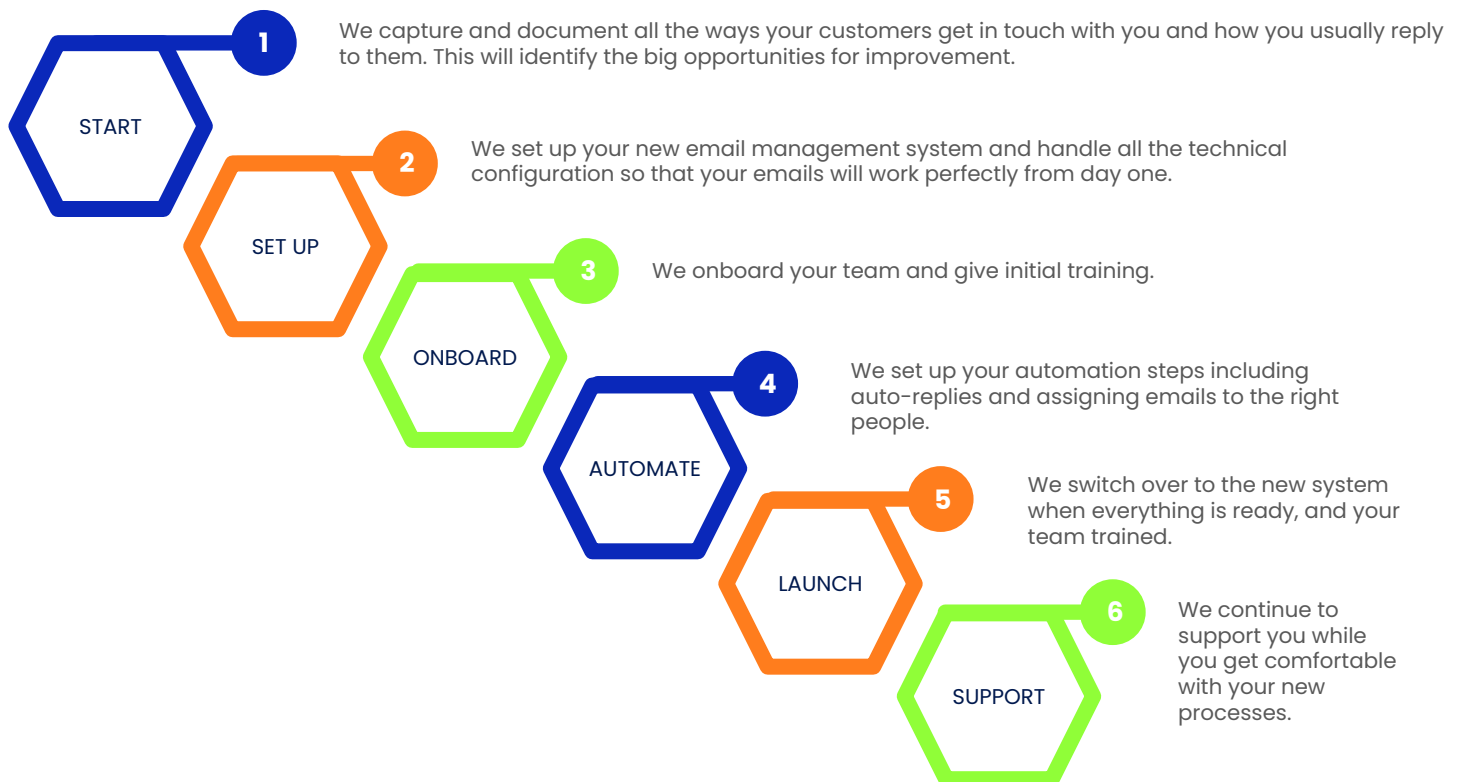 1
We capture and document all the ways your customers get in touch with you and how you usually reply
to them. This will identify the big opportunities for improvement.
START
2
We set up your new email management system and handle all the technical
configuration so that your emails will work perfectly from day one.
SET UP
3
We onboard your team and give initial training.
ONBOARD
4
We set up your automation steps including
auto-replies and assigning emails to the right
people.
AUTOMATE
5
We switch over to the new system
when everything is ready, and your
team trained.
LAUNCH
6
We continue to
support you while
you get comfortable
with your new
processes.
SUPPORT